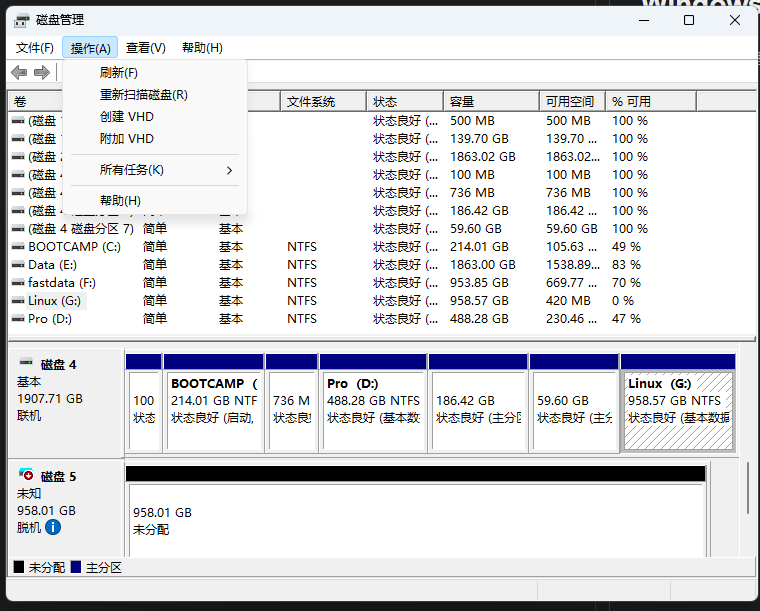 磁盘管理
文件(F) 操作(A) 查看(V) 帮助(H)
刷新(F)
重新扫描磁盘(R)
创建 VHD
附加 VHD
所有任务(K)
帮助(H)
卷 文件系统 状态 容量 可用空间 % 可用
(磁盘 状态良好 (... 500 MB 500 MB 100 %
(磁盘 状态良好 (... 139.70 GB 139.70 ... 100 %
(磁盘 状态良好 (... 1863.02 GB 1863.02... 100 %
(磁盘 状态良好 (... 100 MB 100 MB 100 %
(磁盘 状态良好 (... 736 MB 736 MB 100 %
(磁盘 状态良好 (... 186.42 GB 186.42 ... 100 %
(磁盘 4 磁盘分区 7) 简单 基本 状态良好 (... 59.60 GB 59.60 GB 100 %
BOOTCAMP (C:) 简单 基本 NTFS 状态良好 (... 214.01 GB 105.63 ... 49 %
Data (E:) 简单 基本 NTFS 状态良好 (... 1863.00 GB 1538.89... 83 %
fastdata (F:) 简单 基本 NTFS 状态良好 (... 953.85 GB 669.77 ... 70 %
Linux (G:) 简单 基本 NTFS 状态良好 (... 958.57 GB 420 MB 0 %
Pro (D:) 简单 基本 NTFS 状态良好 (... 488.28 GB 230.46 ... 47 %
磁盘 4
基本
1907.71 GB
联机
100
状态
BOOTCAMP (
214.01 GB NTF
状态良好 (启动,
736 M
状态良
Pro (D:)
488.28 GB NTFS
状态良好 (基本数
186.42 GB
状态良好 (主分
59.60 GB
状态良好 (主分
Linux (G:)
958.57 GB NTFS
状态良好 (基本数据
磁盘 5
未知
958.01 GB
脱机
958.01 GB
未分配
未分配 主分区